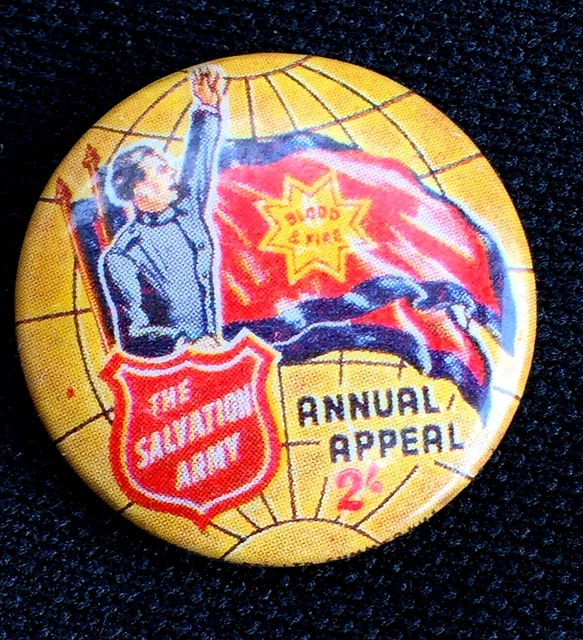 BLOOD
& FIRE
THE
SALVATION
ARMY
ANNUAL
APPEAL
2/-